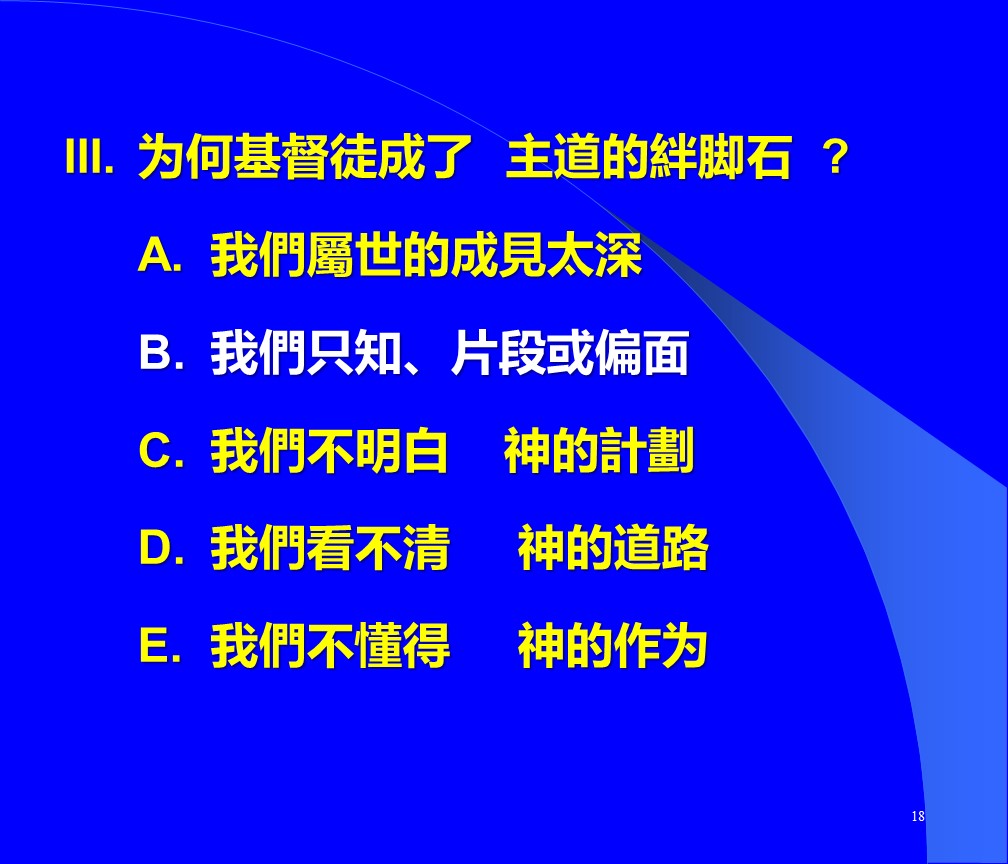 III. 为何基督徒成了 主道的絆脚石 ?
A. 我們屬世的成見太深
B. 我們只知、片段或偏面
C. 我們不明白 神的計劃
D. 我們看不清 神的道路
E. 我們不懂得 神的作为
18